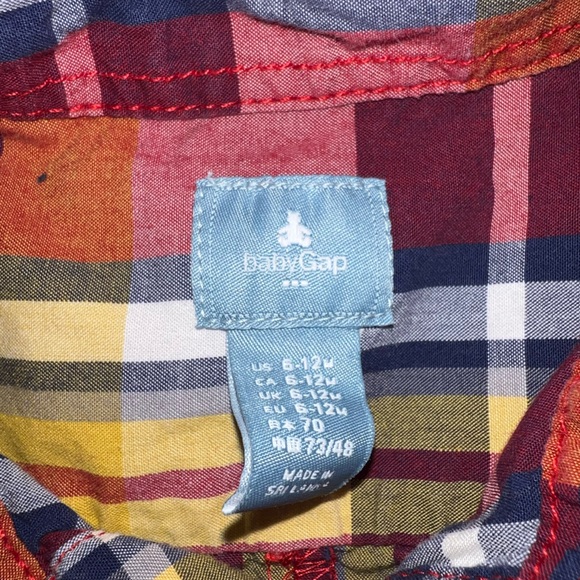 babyGap
US 6-12M
CA 6-12M
UK 6-12M
EU 6-12M
日本 70
中国 73/48
MADE IN
SRI